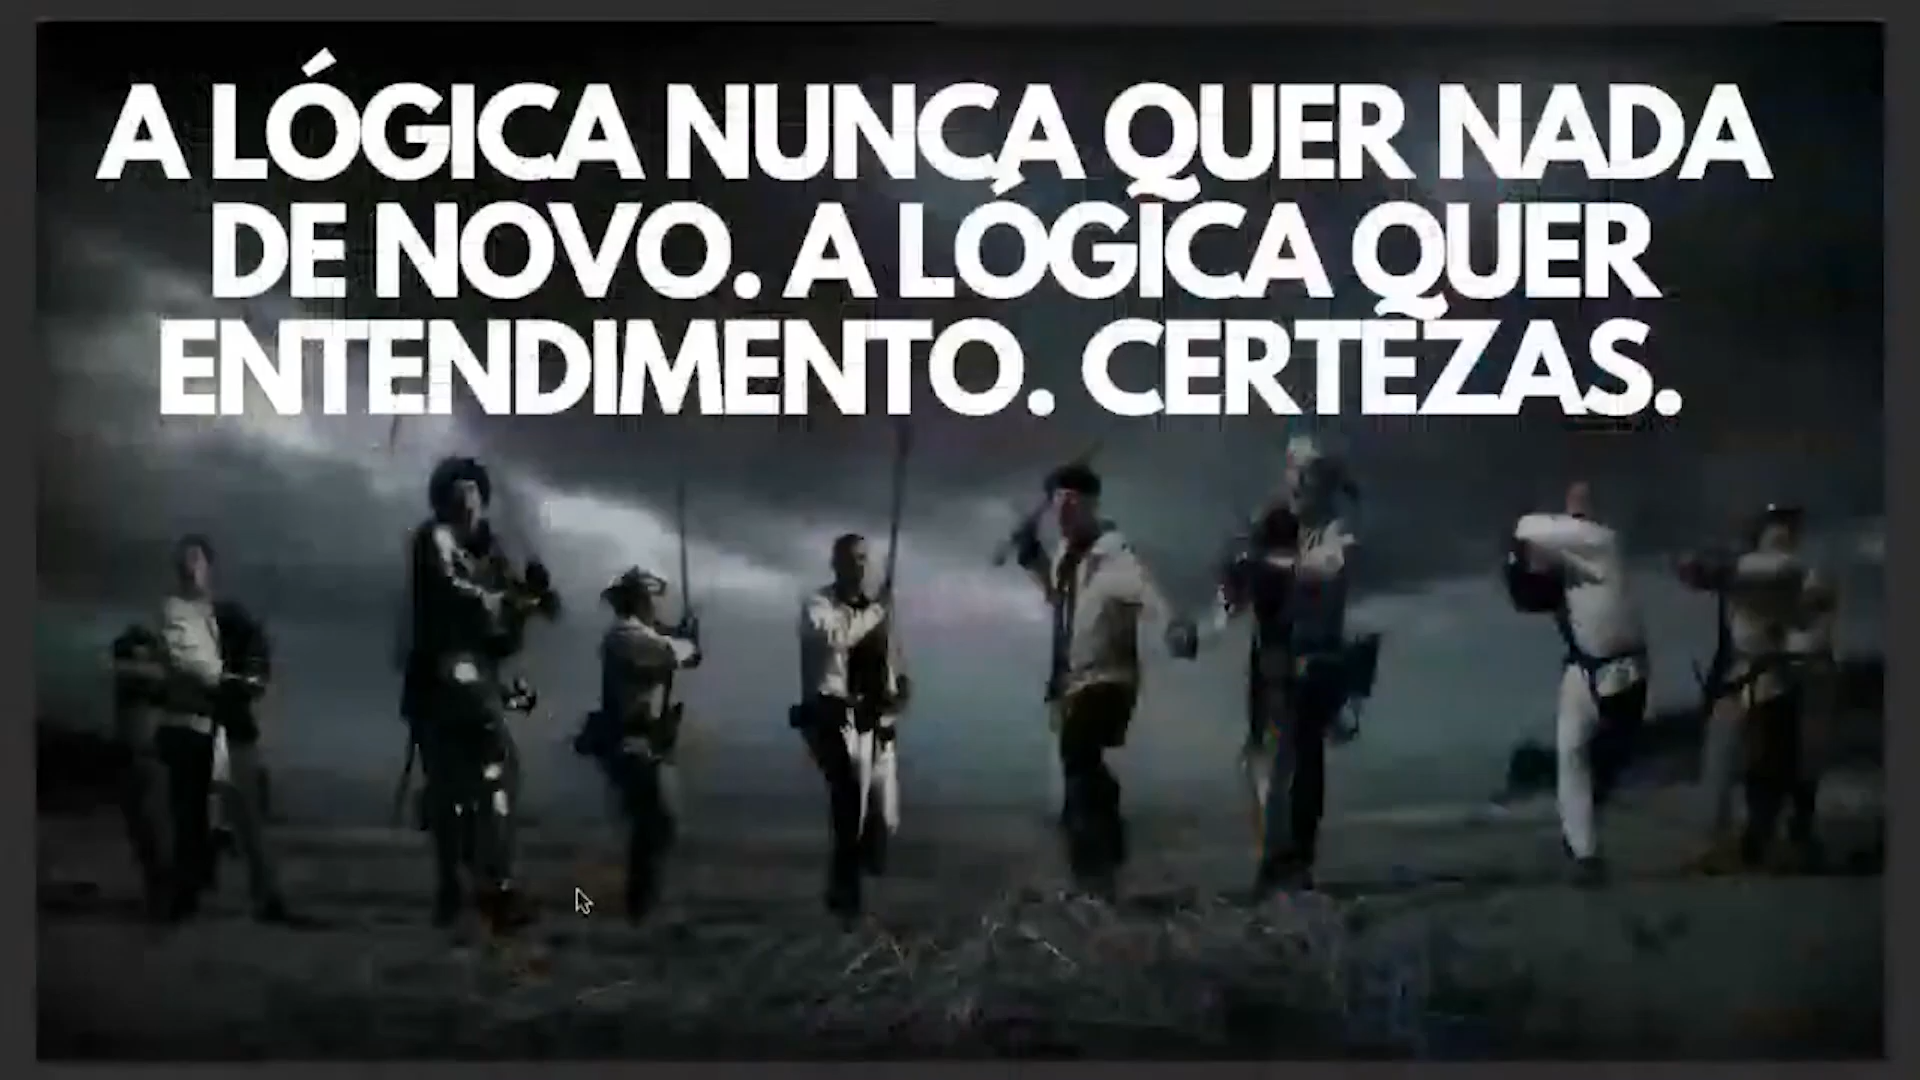 A LÓGICA NUNCA QUER NADA
DE NOVO. A LÓGICA QUER
ENTENDIMENTO. CERTEZAS.